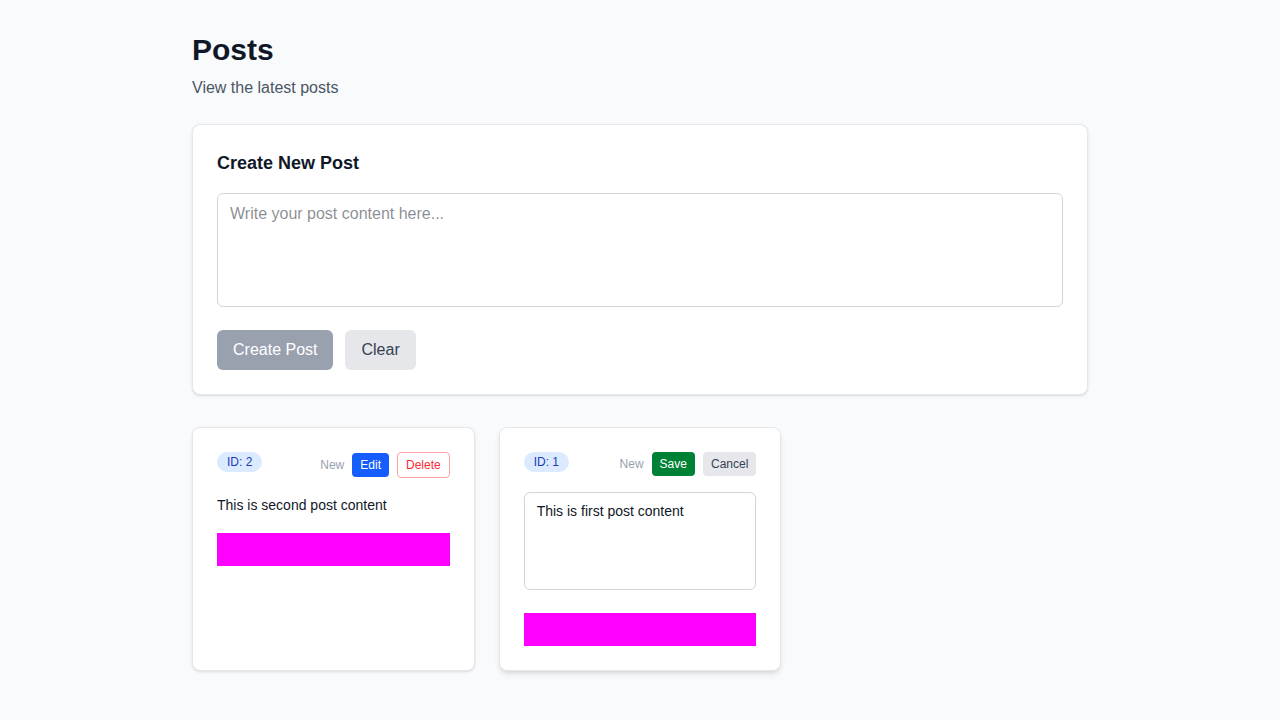 Posts
View the latest posts
Create New Post
Write your post content here...
Create Post
Clear
ID: 2
New
Edit
Delete
This is second post content
ID: 1
New
Save
Cancel
This is first post content